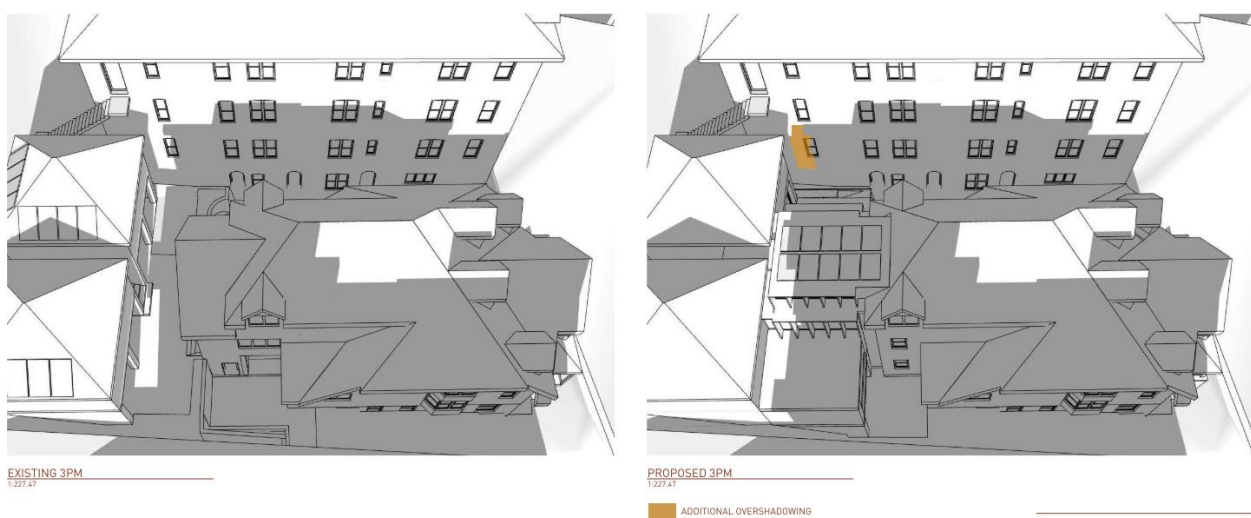 EXISTING 3PM
1:227.47
PROPOSED 3PM
1:227.47
ADDITIONAL OVERSHADOWING